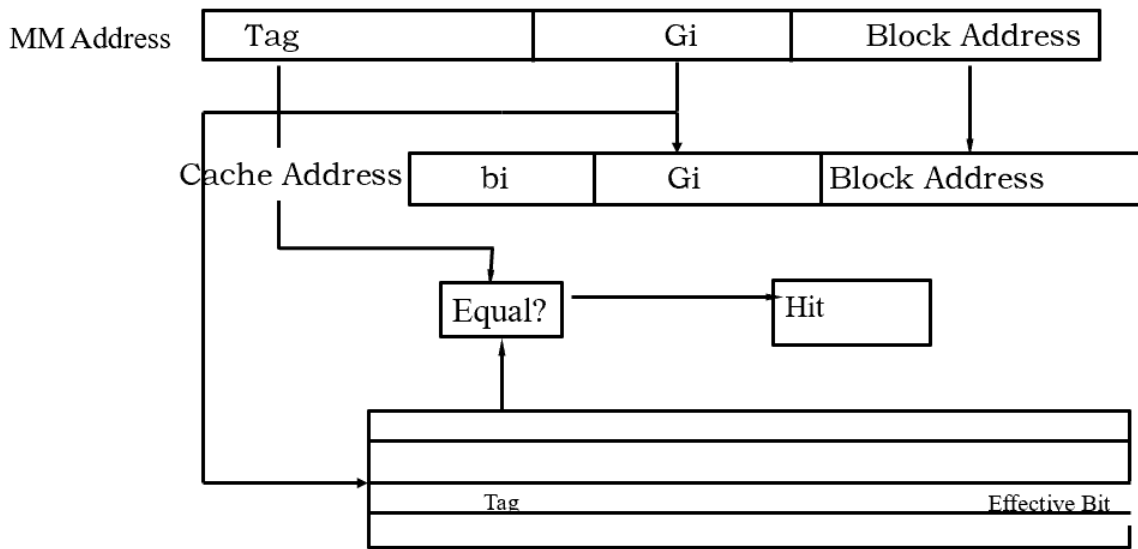 MM Address Tag Gi Block Address
Cache Address bi Gi Block Address
Equal? Hit
Tag Effective Bit